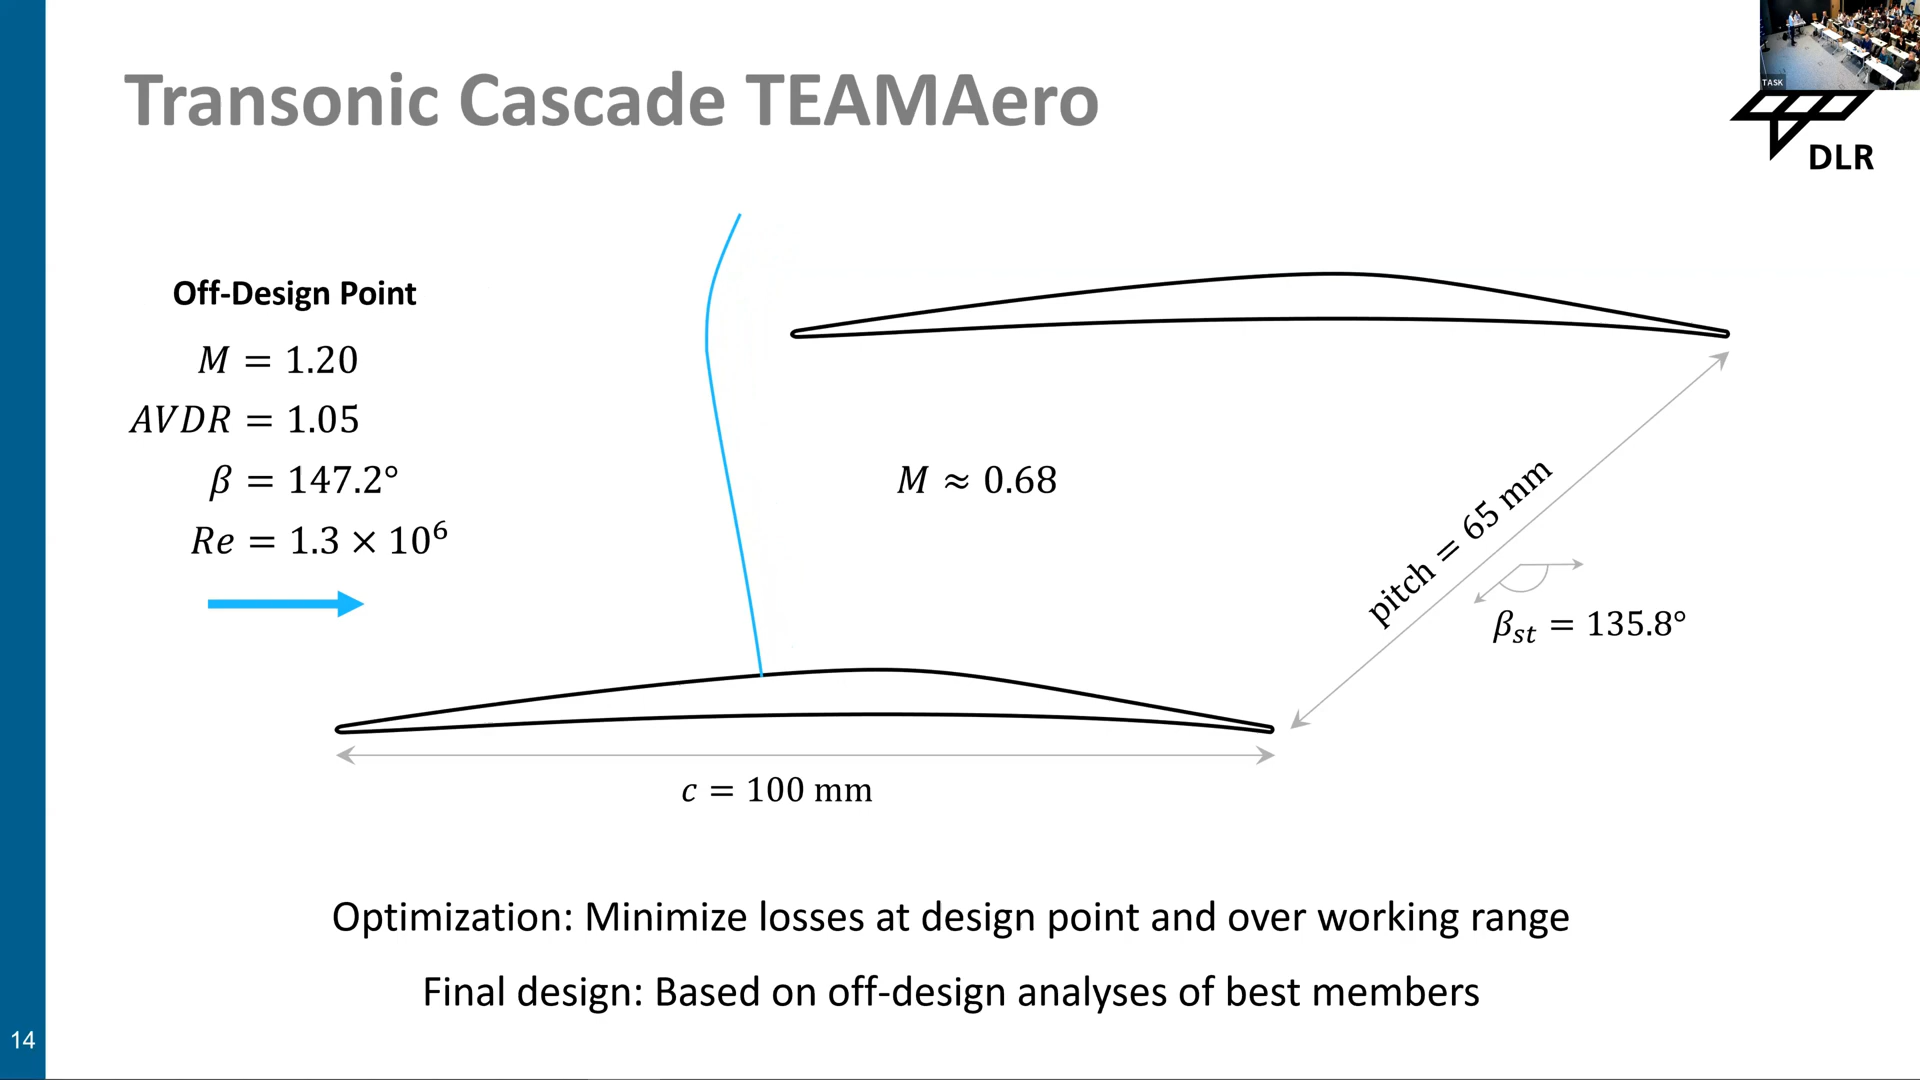 Transonic Cascade TEAMAero
TASK
DLR
Off-Design Point
M = 1.20
AVDR = 1.05
β = 147.2°
Re = 1.3 × 10⁶
M ≈ 0.68
pitch = 65 mm
βst = 135.8°
c = 100 mm
Optimization: Minimize losses at design point and over working range
Final design: Based on off-design analyses of best members
14